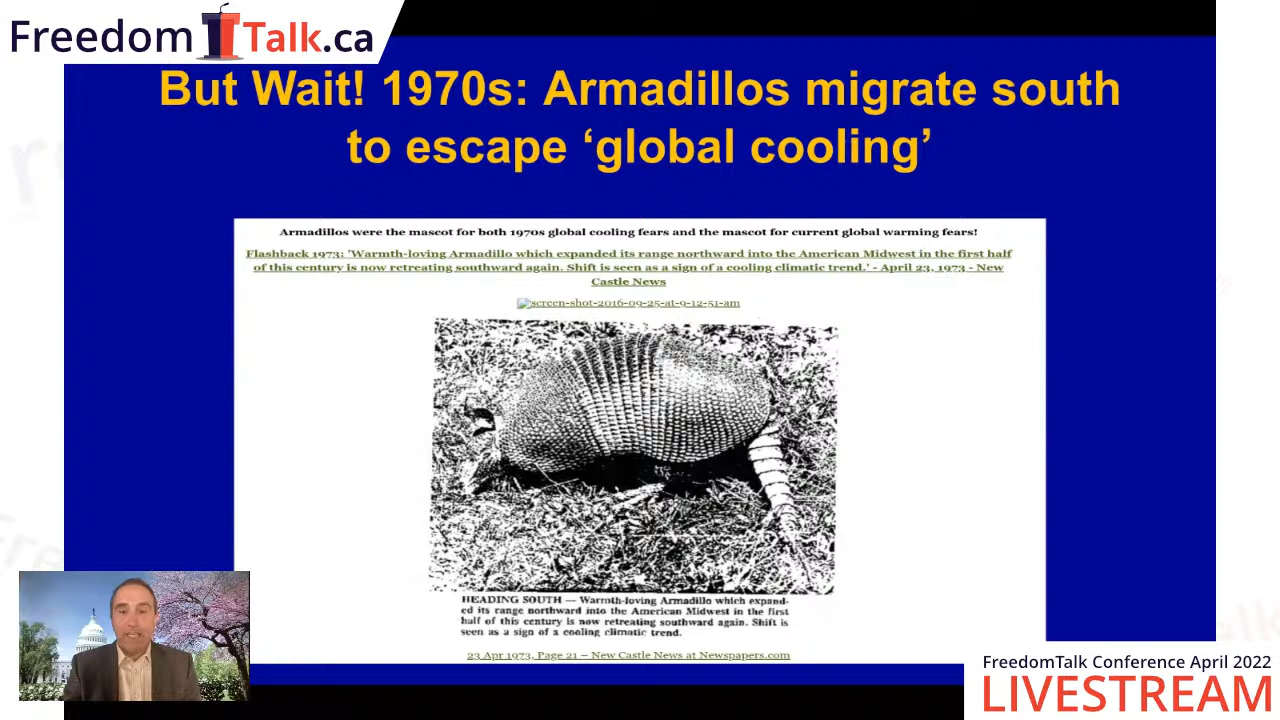 FreedomTalk.ca
But Wait! 1970s: Armadillos migrate south
to escape ‘global cooling’
Armadillos were the mascot for both 1970s global cooling fears and the mascot for current global warming fears!
Flashback 1973: 'Warmth-loving Armadillo which expanded its range northward into the American Midwest in the first half
of this century is now retreating southward again. Shift is seen as a sign of a cooling climatic trend.' - April 23, 1973 - New
Castle News
screen-shot-2016-09-25-at-9-12-51-am
HEADING SOUTH — Warmth-loving Armadillo which expand-
ed its range northward into the American Midwest in the first
half of this century is now retreating southward again. Shift is
seen as a sign of a cooling climatic trend.
23 Apr 1973, Page 21 – New Castle News at Newspapers.com
FreedomTalk Conference April 2022
LIVESTREAM